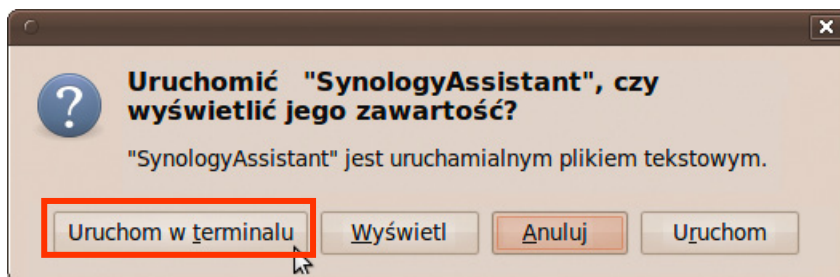 Uruchomić "SynologyAssistant", czy
wyświetlić jego zawartość?
"SynologyAssistant" jest uruchamialnym plikiem tekstowym.
Uruchom w terminalu Wyświetl Anuluj Uruchom